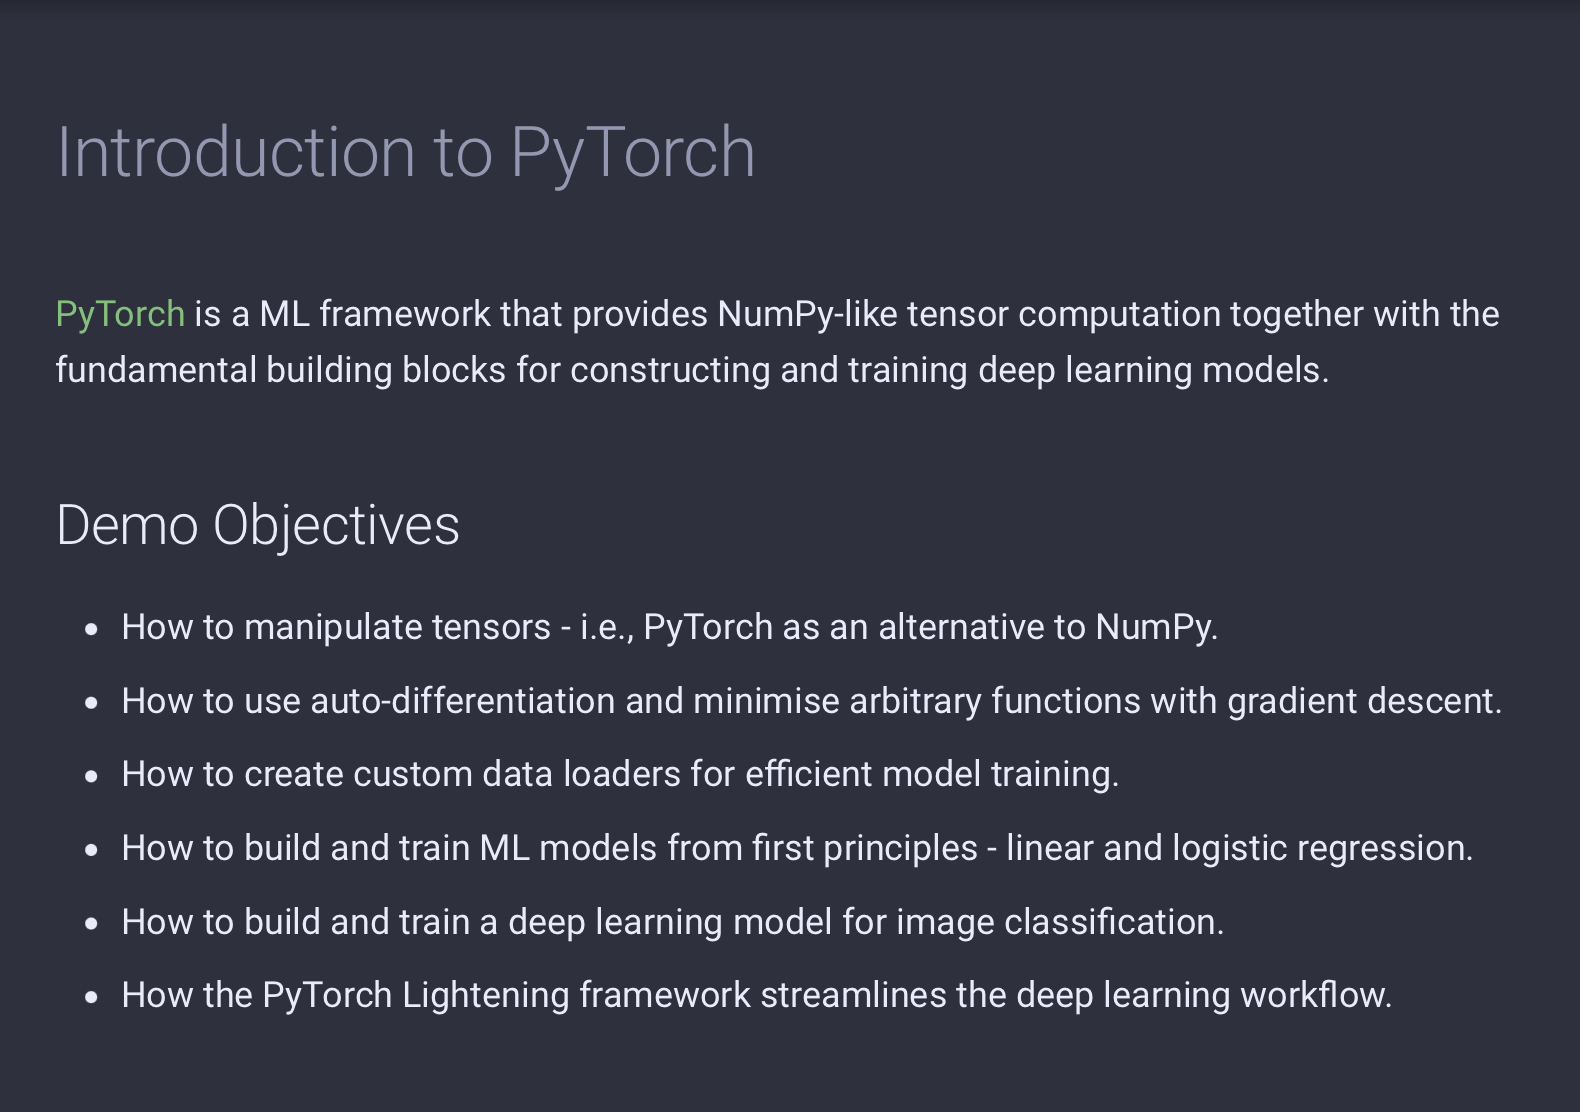 Introduction to PyTorch
PyTorch is a ML framework that provides NumPy-like tensor computation together with the
fundamental building blocks for constructing and training deep learning models.
Demo Objectives
• How to manipulate tensors - i.e., PyTorch as an alternative to NumPy.
• How to use auto-differentiation and minimise arbitrary functions with gradient descent.
• How to create custom data loaders for efficient model training.
• How to build and train ML models from first principles - linear and logistic regression.
• How to build and train a deep learning model for image classification.
• How the PyTorch Lightening framework streamlines the deep learning workflow.